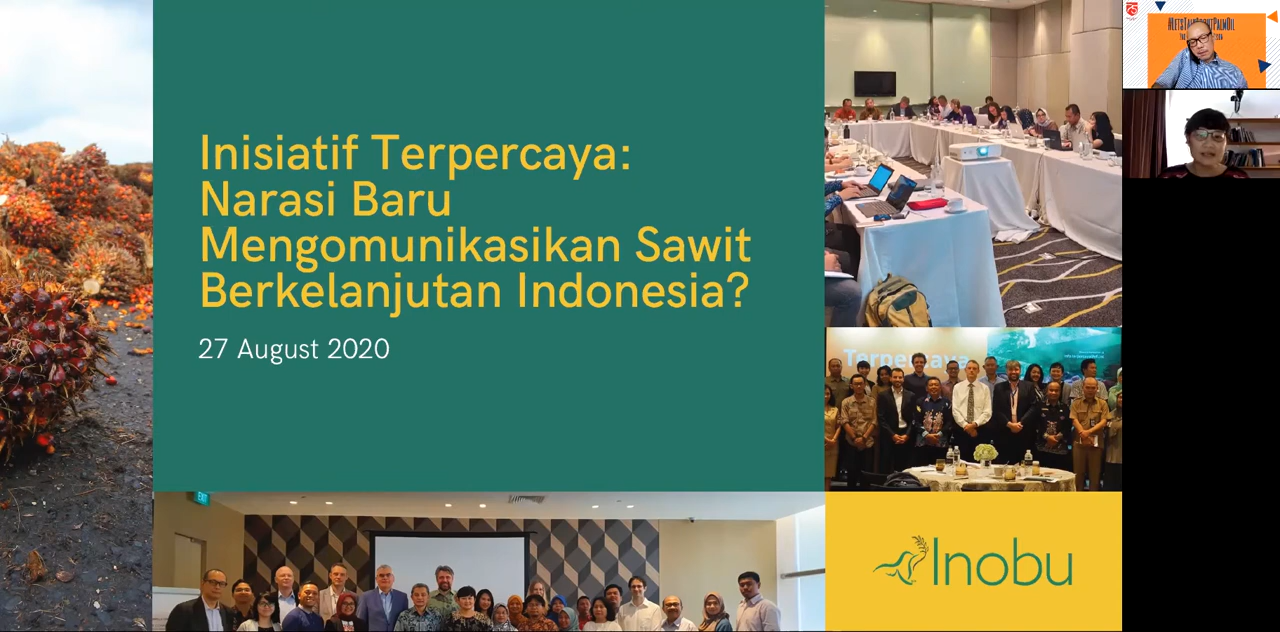 Inisiatif Terpercaya:
Narasi Baru
Mengomunikasikan Sawit
Berkelanjutan Indonesia?
27 August 2020
Terpercaya
EXIT
Inobu